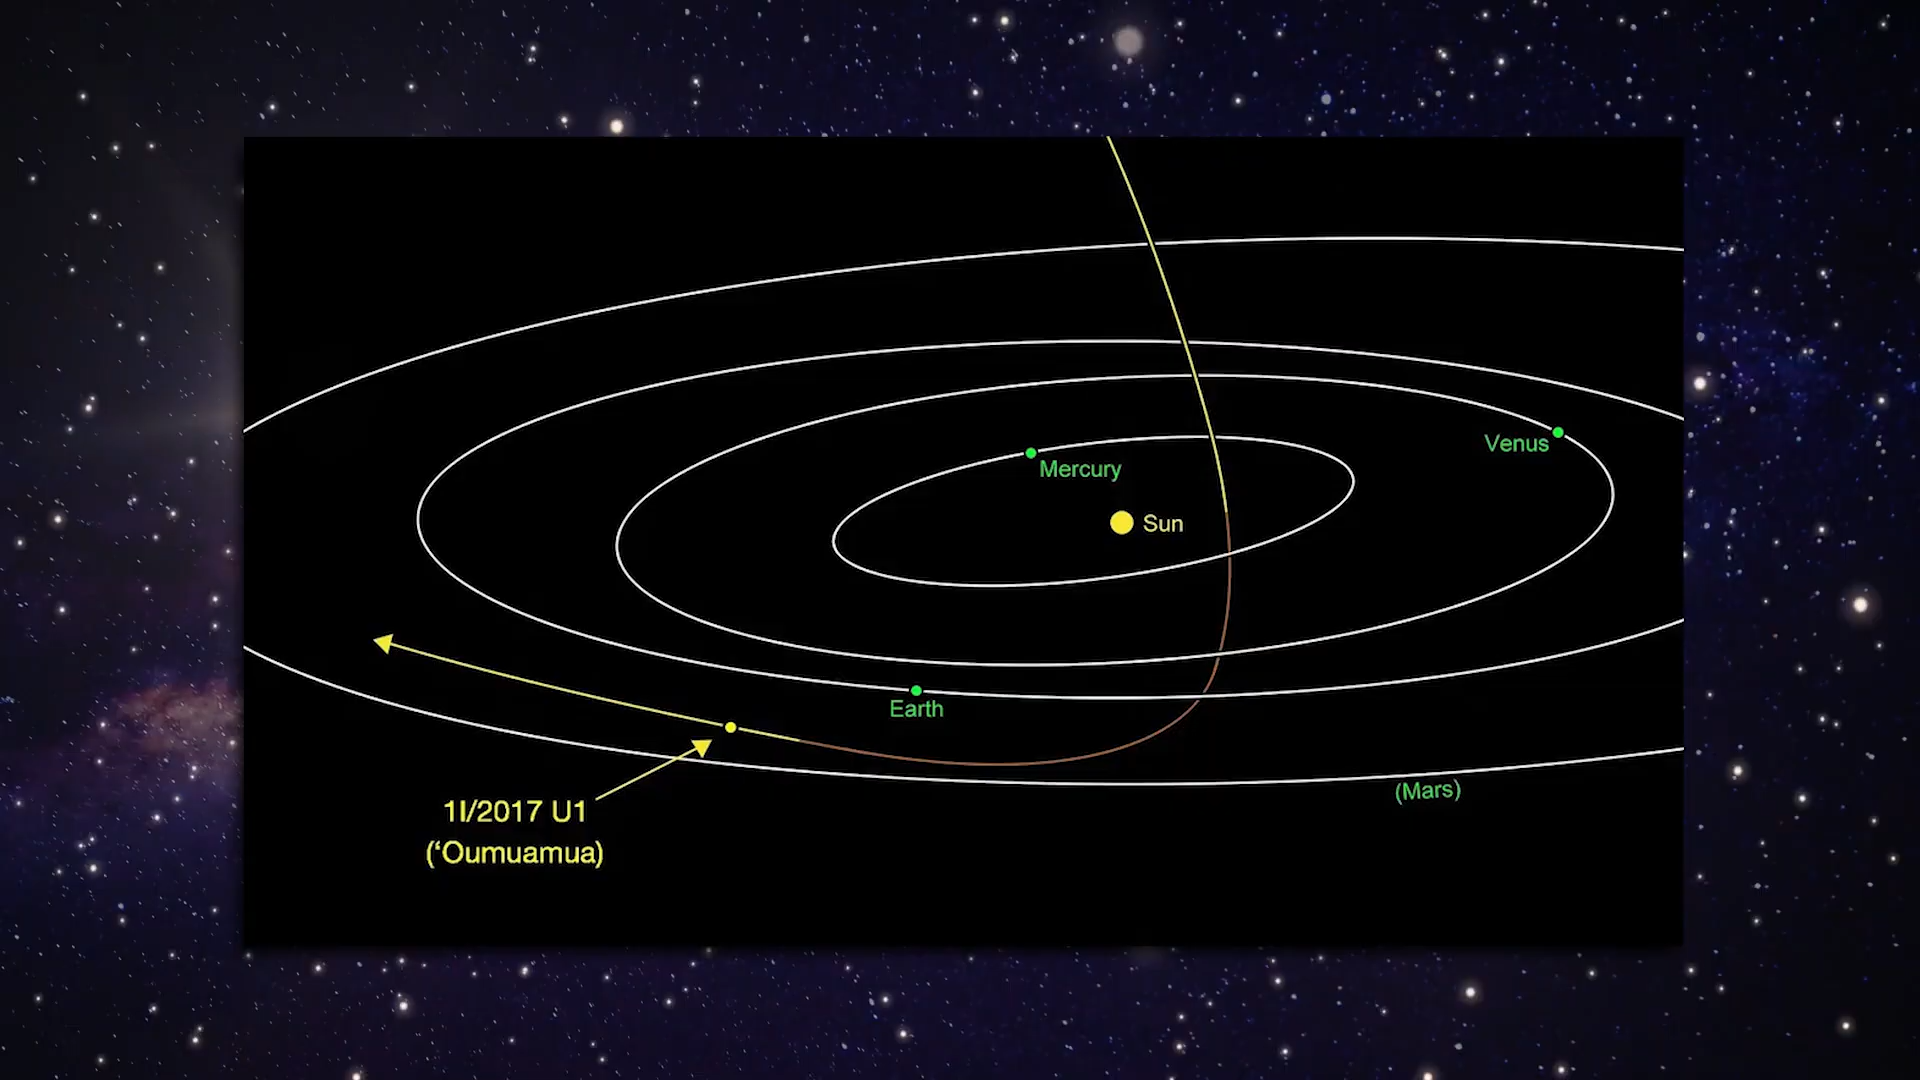 Venus
Mercury
Sun
Earth
(Mars)
1I/2017 U1
(‘Oumuamua)